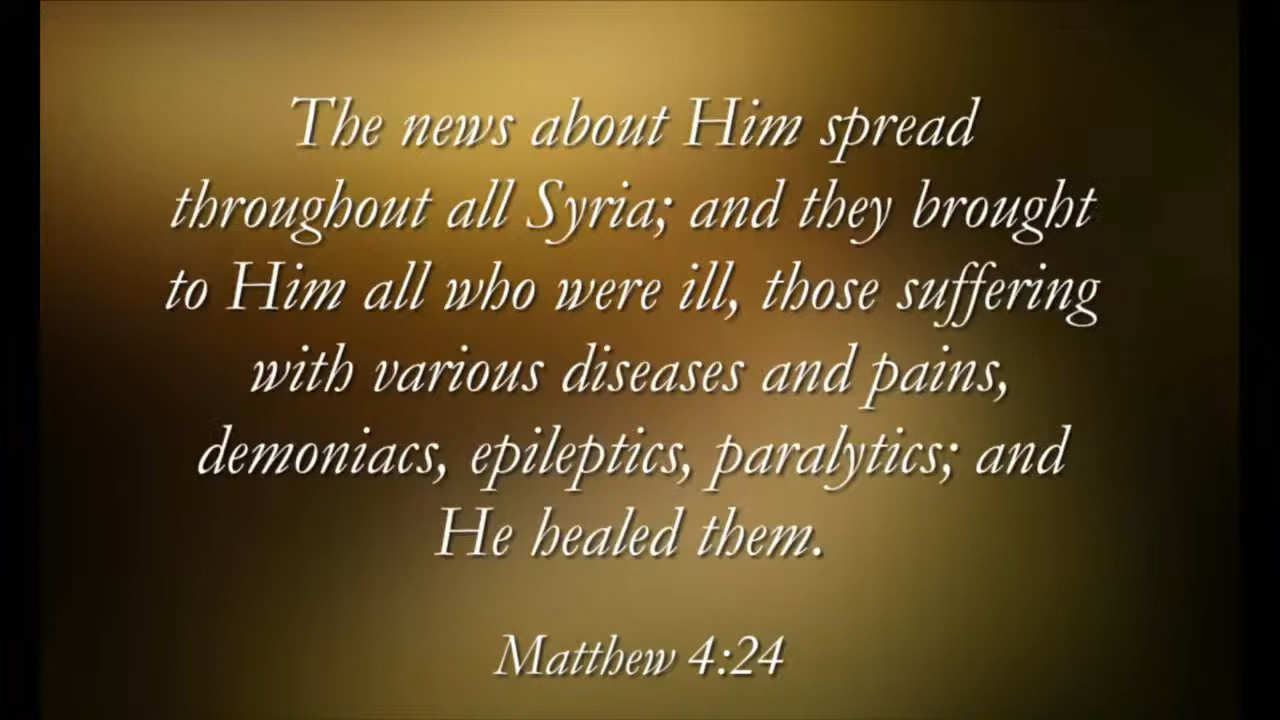 The news about Him spread
throughout all Syria; and they brought
to Him all who were ill, those suffering
with various diseases and pains,
demoniacs, epileptics, paralytics; and
He healed them.
Matthew 4:24